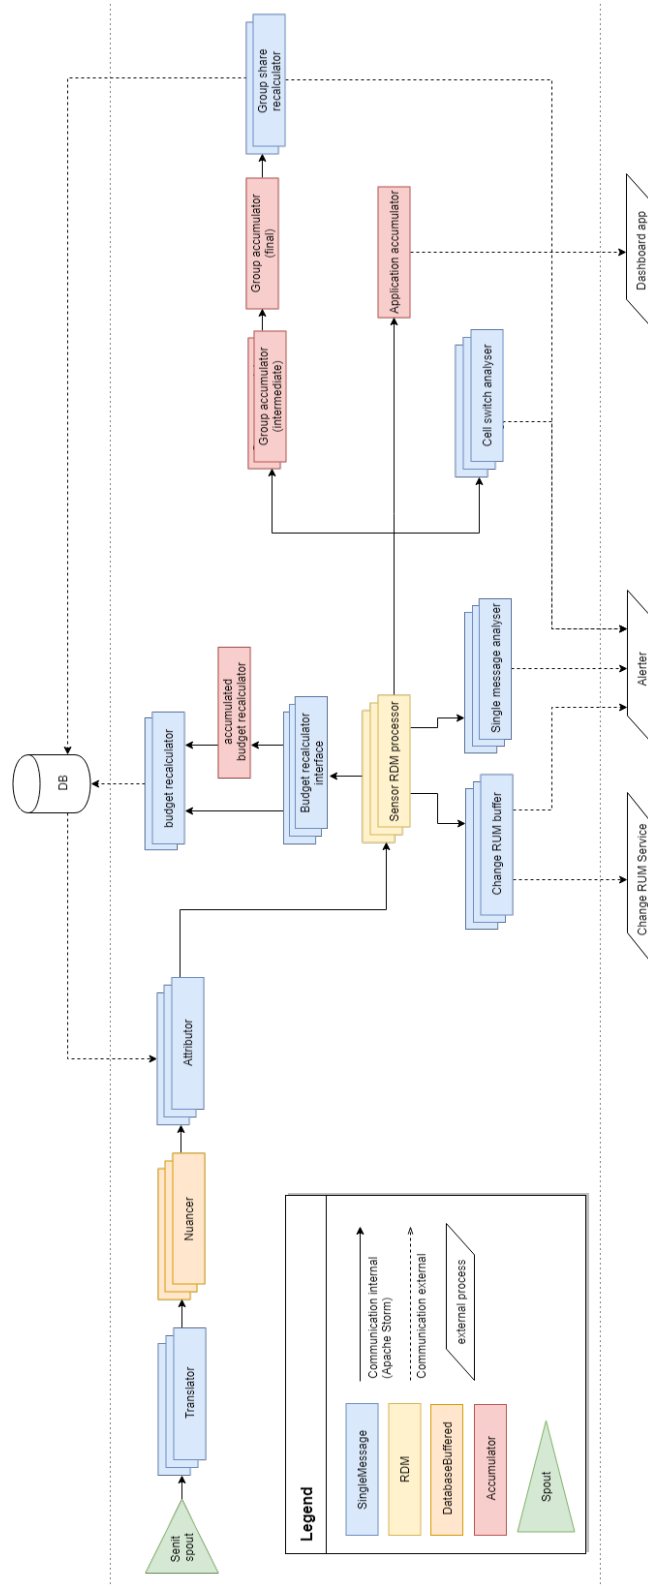 Senit
spout
Translator
Nuancer
Attributor
DB
budget recalculator
accumulated
budget recalculator
Budget recalculator
interface
Sensor RDM processor
Change RUM buffer
Single message analyser
Cell switch analyser
Group accumulator
(intermediate)
Group accumulator
(final)
Group share
recalculator
Application accumulator
Change RUM Service
Alerter
Dashboard app
Legend
SingleMessage
RDM
DatabaseBuffered
Accumulator
Spout
Communication internal
(Apache Storm)
Communication external
external process